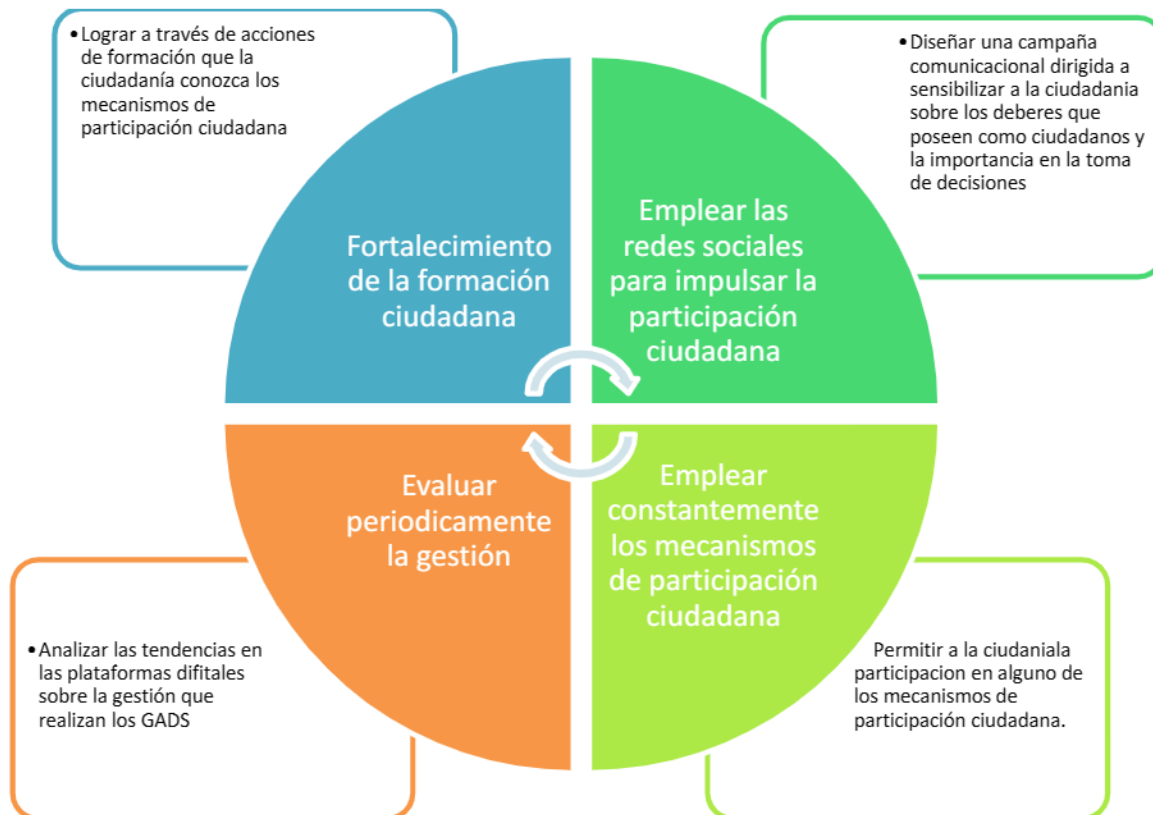 •Lograr a través de acciones
de formación que la
ciudadanía conozca los
mecanismos de
participación ciudadana
•Diseñar una campaña
comunicacional dirigida a
sensibilizar a la ciudadania
sobre los deberes que
poseen como ciudadanos y
la importancia en la toma
de decisiones
Fortalecimiento
de la formación
ciudadana
Emplear las
redes sociales
para impulsar la
participación
ciudadana
Evaluar
periodicamente
la gestión
Emplear
constantemente
los mecanismos
de participación
ciudadana
•Analizar las tendencias en
las plataformas difitales
sobre la gestión que
realizan los GADS
Permitir a la ciudaniala
participacion en alguno de
los mecanismos de
participación ciudadana.